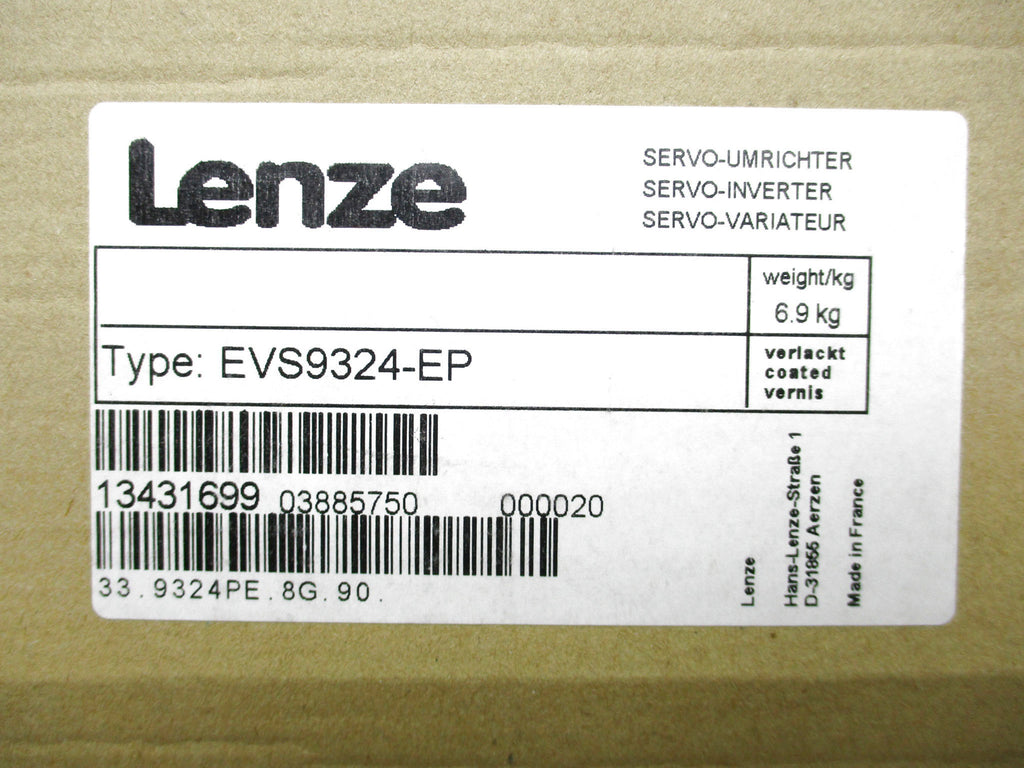 Lenze
SERVO-UMRICHTER
SERVO-INVERTER
SERVO-VARIATEUR
weight/kg
6.9 kg
Type: EVS9324-EP
verlackt
coated
vernis
13431699 03885750 000020
33.9324PE.8G.90.
Lenze
Hans-Lenze-Straße 1
D-31855 Aerzen
Made in France